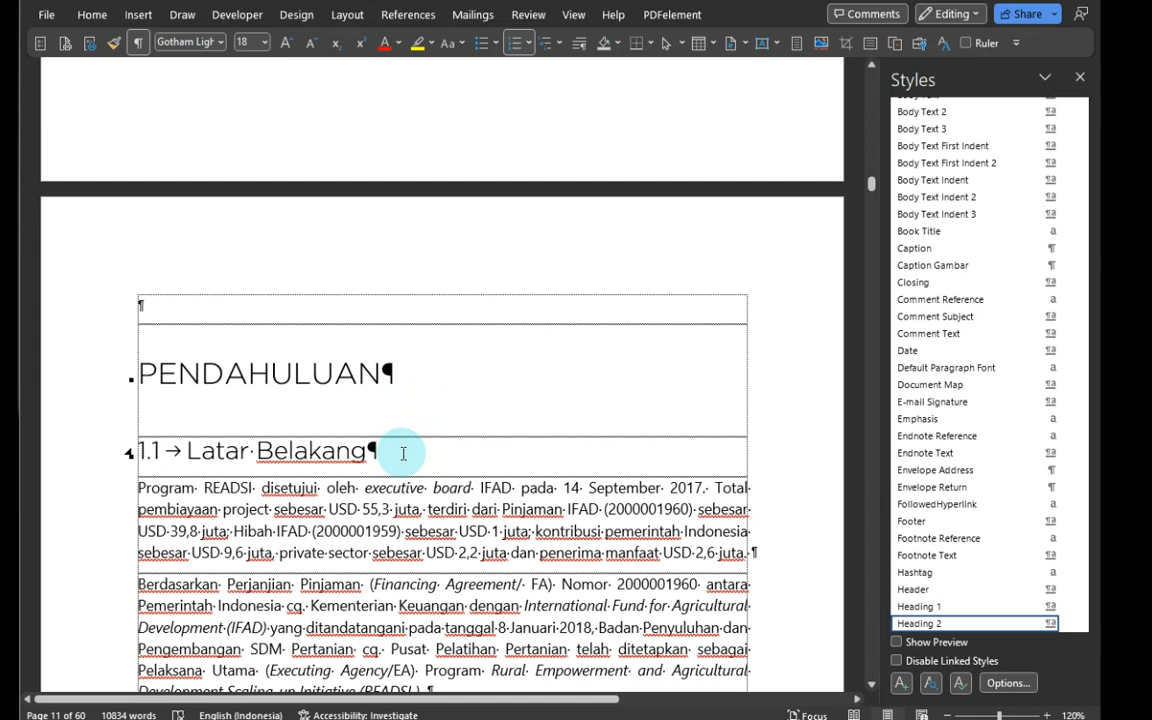 File Home Insert Draw Developer Design Layout References Mailings Review View Help PDFelement Comments Editing Share
Gotham Ligh 18 Ruler
Styles
Body Text 2
Body Text 3
Body Text First Indent
Body Text First Indent 2
Body Text Indent
Body Text Indent 2
Body Text Indent 3
Book Title
Caption
Caption Gambar
Closing
Comment Reference
Comment Subject
Comment Text
Date
Default Paragraph Font
Document Map
E-mail Signature
Emphasis
Endnote Reference
Endnote Text
Envelope Address
Envelope Return
FollowedHyperlink
Footer
Footnote Reference
Footnote Text
Hashtag
Header
Heading 1
Heading 2
Show Preview
Disable Linked Styles
Options...
PENDAHULUAN¶
1.1 → Latar Belakang¶
Program READSI disetujui oleh executive board IFAD pada 14 September 2017. Total
pembiayaan project sebesar USD 55,3 juta, terdiri dari Pinjaman IFAD (2000001960) sebesar
USD 39,8 juta; Hibah IFAD (2000001959) sebesar USD 1 juta; kontribusi pemerintah Indonesia
sebesar USD 9,6 juta, private sector sebesar USD 2,2 juta dan penerima manfaat USD 2,6 juta. ¶
Berdasarkan Perjanjian Pinjaman (Financing Agreement/ FA) Nomor 2000001960 antara
Pemerintah Indonesia cq. Kementerian Keuangan dengan International Fund for Agricultural
Development (IFAD) yang ditandatangani pada tanggal 8 Januari 2018, Badan Penyuluhan dan
Pengembangan SDM Pertanian cq. Pusat Pelatihan Pertanian telah ditetapkan sebagai
Pelaksana Utama (Executing Agency/EA) Program Rural Empowerment and Agricultural
Development Scaling-up Initiative (READSI). ¶
Page 11 of 60 10834 words English (Indonesia) Accessibility: Investigate Focus 120%